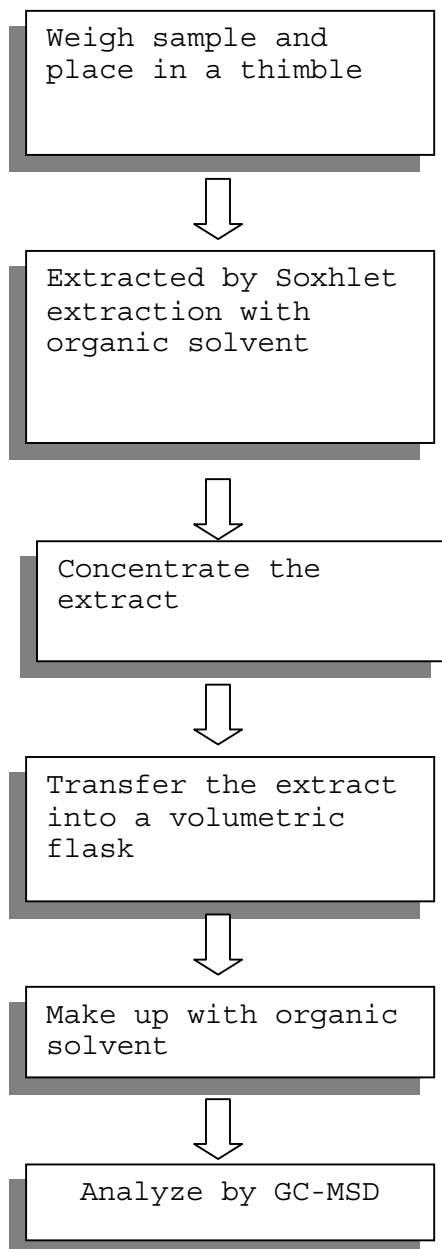 Weigh sample and
place in a thimble
Extracted by Soxhlet
extraction with
organic solvent
Concentrate the
extract
Transfer the extract
into a volumetric
flask
Make up with organic
solvent
Analyze by GC-MSD